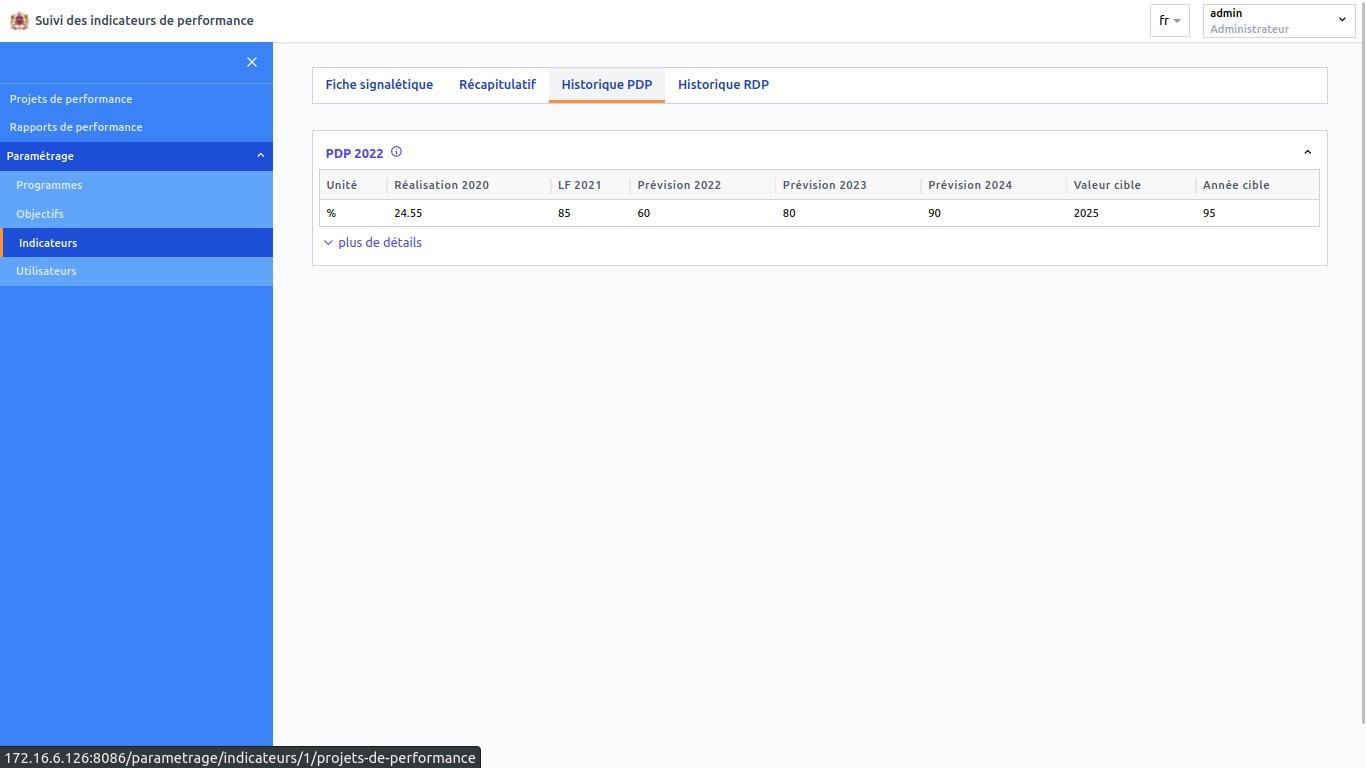 Suivi des indicateurs de performance
fr
admin
Administrateur
Projets de performance
Rapports de performance
Paramétrage
Programmes
Objectifs
Indicateurs
Utilisateurs
Fiche signalétique Récapitulatif Historique PDP Historique RDP
PDP 2022
Unité Réalisation 2020 LF 2021 Prévision 2022 Prévision 2023 Prévision 2024 Valeur cible Année cible
% 24.55 85 60 80 90 2025 95
plus de détails
172.16.6.126:8086/parametrage/indicateurs/1/projets-de-performance